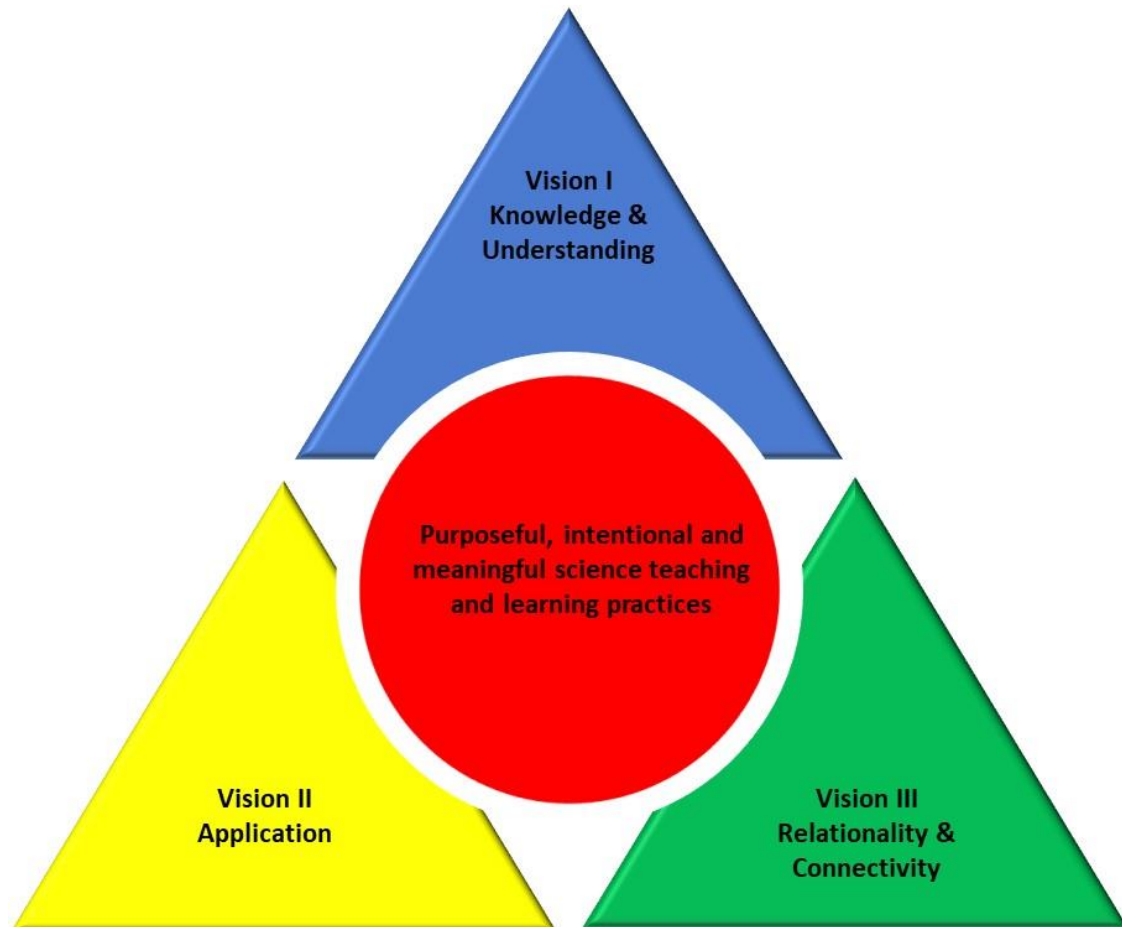 Vision I
Knowledge &
Understanding
Purposeful, intentional and
meaningful science teaching
and learning practices
Vision II
Application
Vision III
Relationality &
Connectivity